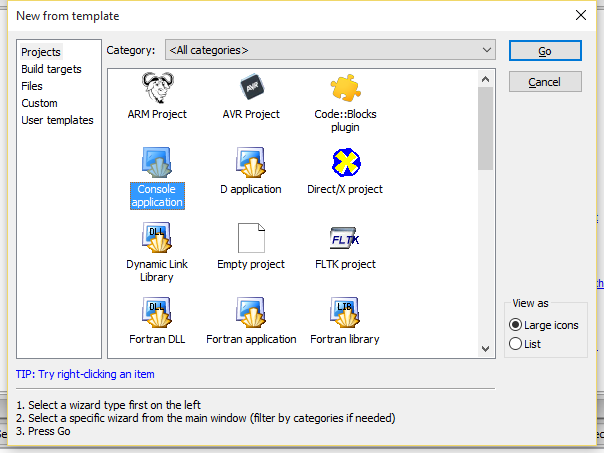 New from template
Projects
Build targets
Files
Custom
User templates
Category: <All categories>
Go
Cancel
AVR
ARM Project
AVR Project
Code::Blocks
plugin
Console
application
D application
Direct/X project
DLL
FLTK
Dynamic Link
Library
Empty project
FLTK project
DLL
LIB
Fortran DLL
Fortran application
Fortran library
View as
Large icons
List
TIP: Try right-clicking an item
1. Select a wizard type first on the left
2. Select a specific wizard from the main window (filter by categories if needed)
3. Press Go